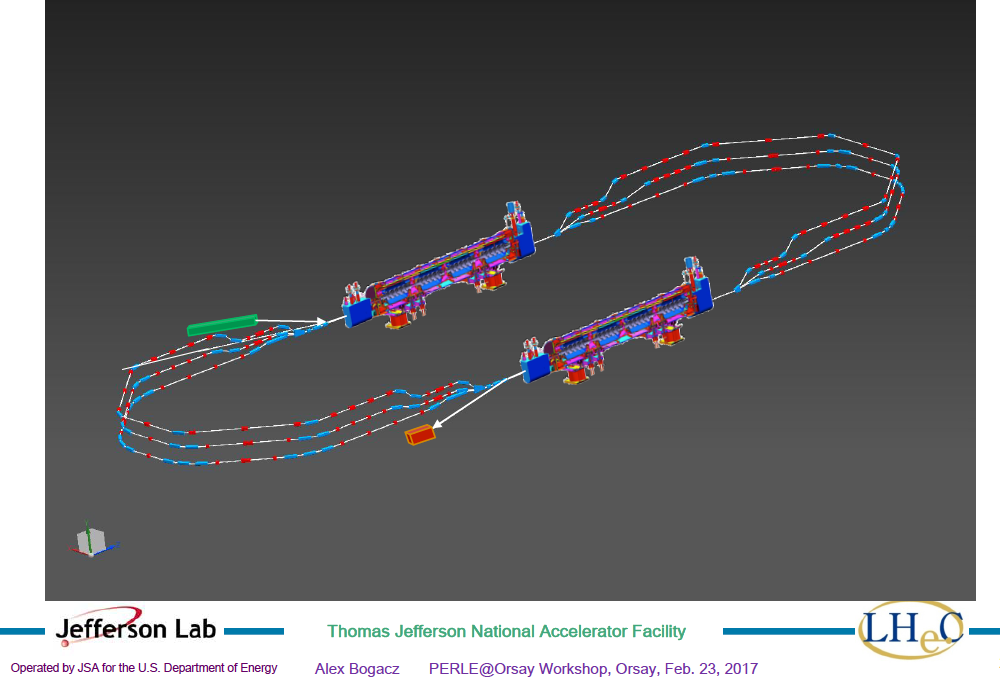 Jefferson Lab
Thomas Jefferson National Accelerator Facility
LHeC
Operated by JSA for the U.S. Department of Energy
Alex Bogacz
PERLE@Orsay Workshop, Orsay, Feb. 23, 2017